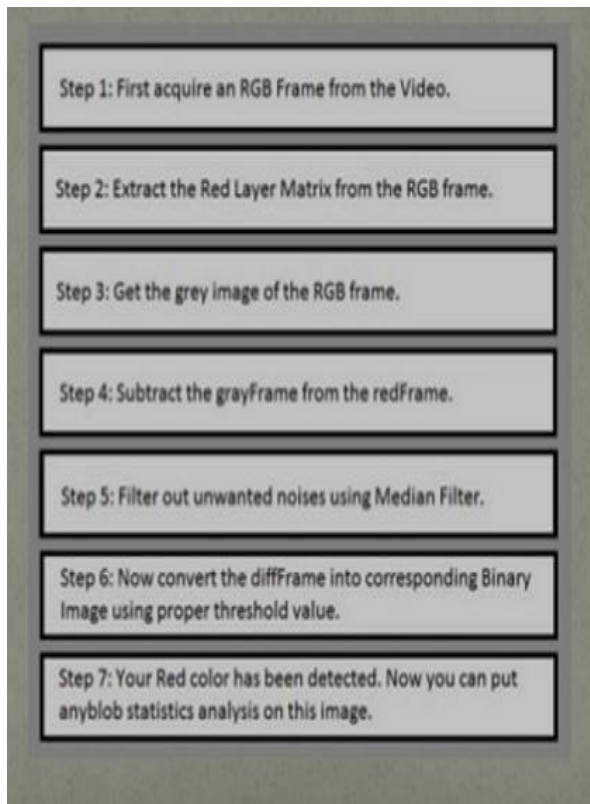 Step 1: First acquire an RGB Frame from the Video.
Step 2: Extract the Red Layer Matrix from the RGB frame.
Step 3: Get the grey image of the RGB frame.
Step 4: Subtract the grayFrame from the redFrame.
Step 5: Filter out unwanted noises using Median Filter.
Step 6: Now convert the diffFrame into corresponding Binary
Image using proper threshold value.
Step 7: Your Red color has been detected. Now you can put
anyblob statistics analysis on this image.